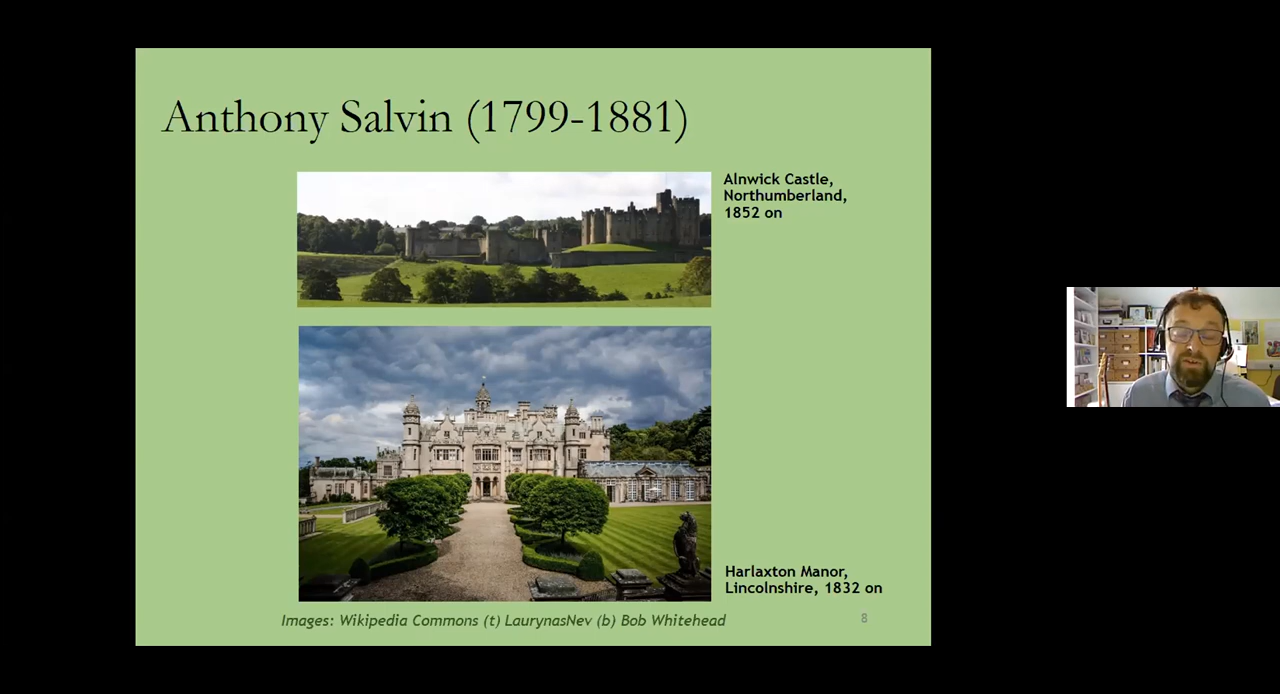 Anthony Salvin (1799-1881)
Alnwick Castle,
Northumberland,
1852 on
Harlaxton Manor,
Lincolnshire, 1832 on
Images: Wikipedia Commons (t) LaurynasNev (b) Bob Whitehead
8